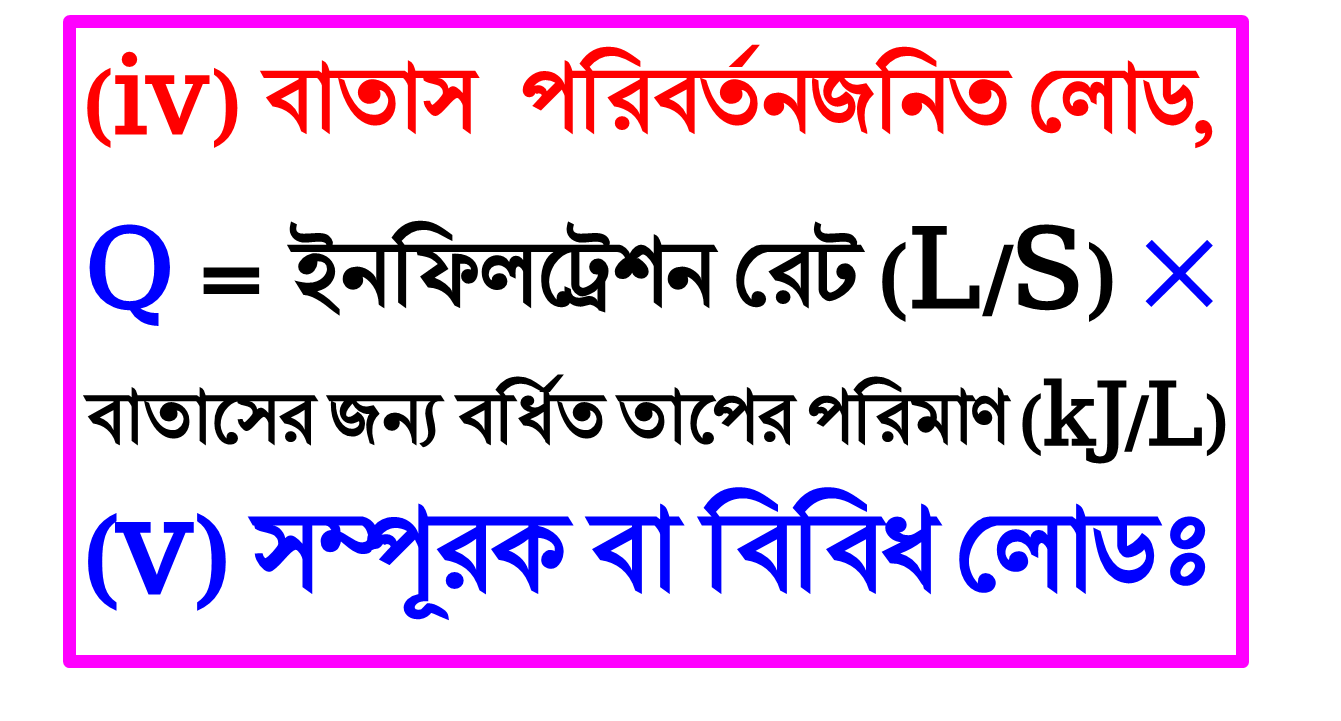 (iv) বাতাস পরিবর্তনজনিত লোড,
Q = ইনফিলট্রেশন রেট (L/S) ×
বাতাসের জন্য বর্ধিত তাপের পরিমাণ (kJ/L)
(v) সম্পূরক বা বিবিধ লোডঃ